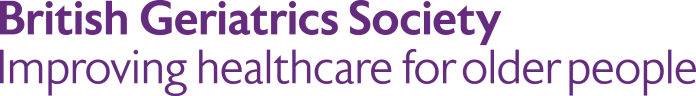 British Geriatrics Society
Improving healthcare for older people